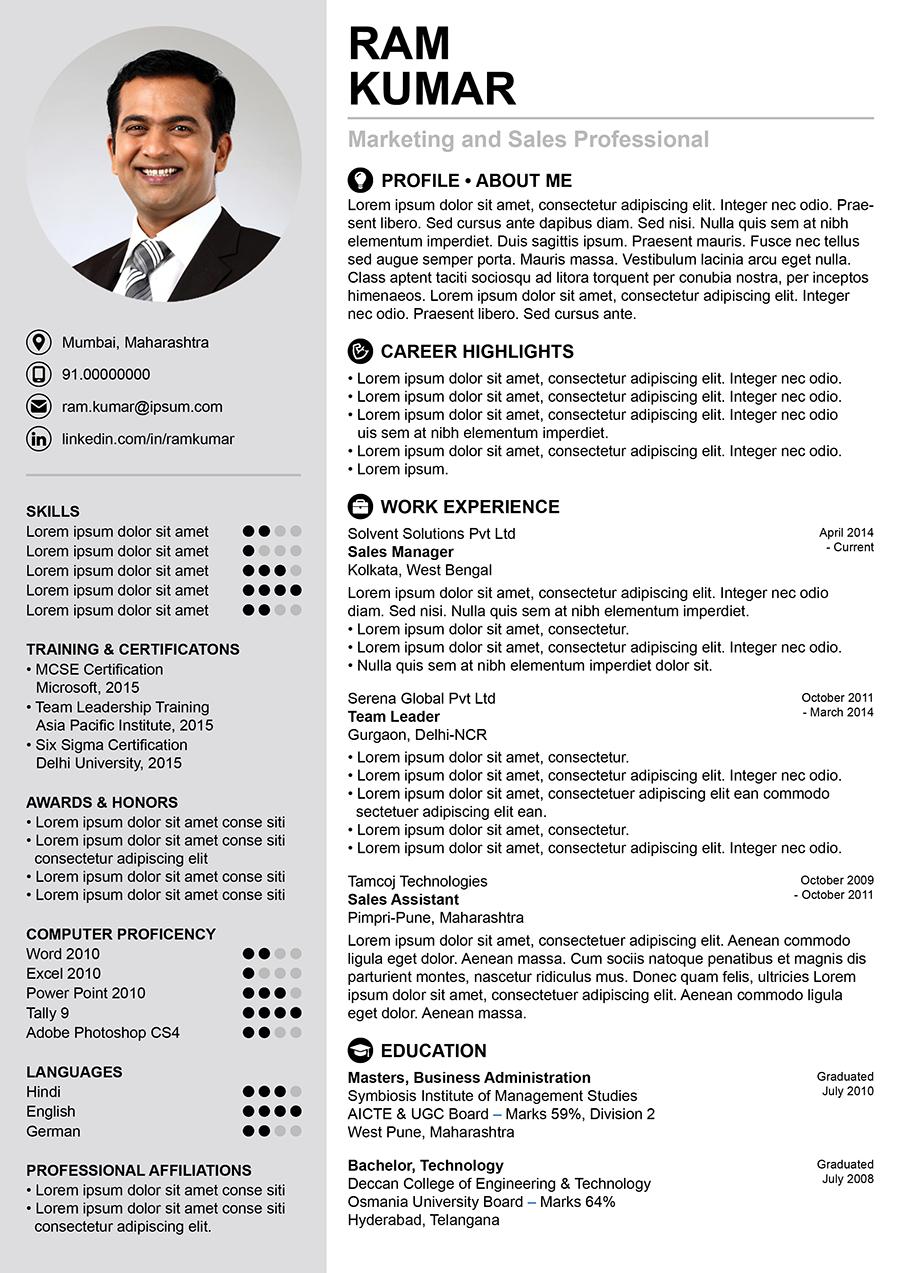 RAM
KUMAR
Marketing and Sales Professional
Mumbai, Maharashtra
91.00000000
ram.kumar@ipsum.com
linkedin.com/in/ramkumar
SKILLS
Lorem ipsum dolor sit amet
Lorem ipsum dolor sit amet
Lorem ipsum dolor sit amet
Lorem ipsum dolor sit amet
Lorem ipsum dolor sit amet
TRAINING & CERTIFICATONS
• MCSE Certification
Microsoft, 2015
• Team Leadership Training
Asia Pacific Institute, 2015
• Six Sigma Certification
Delhi University, 2015
AWARDS & HONORS
• Lorem ipsum dolor sit amet conse siti
• Lorem ipsum dolor sit amet conse siti
consectetur adipiscing elit
• Lorem ipsum dolor sit amet conse siti
• Lorem ipsum dolor sit amet conse siti
COMPUTER PROFICENCY
Word 2010
Excel 2010
Power Point 2010
Tally 9
Adobe Photoshop CS4
LANGUAGES
Hindi
English
German
PROFESSIONAL AFFILIATIONS
• Lorem ipsum dolor sit amet conse siti
• Lorem ipsum dolor sit amet conse siti
consectetur adipiscing elit.
PROFILE • ABOUT ME
Lorem ipsum dolor sit amet, consectetur adipiscing elit. Integer nec odio. Prae-
sent libero. Sed cursus ante dapibus diam. Sed nisi. Nulla quis sem at nibh
elementum imperdiet. Duis sagittis ipsum. Praesent mauris. Fusce nec tellus
sed augue semper porta. Mauris massa. Vestibulum lacinia arcu eget nulla.
Class aptent taciti sociosqu ad litora torquent per conubia nostra, per inceptos
himenaeos. Lorem ipsum dolor sit amet, consectetur adipiscing elit. Integer
nec odio. Praesent libero. Sed cursus ante.
CAREER HIGHLIGHTS
• Lorem ipsum dolor sit amet, consectetur adipiscing elit. Integer nec odio.
• Lorem ipsum dolor sit amet, consectetur adipiscing elit. Integer nec odio.
• Lorem ipsum dolor sit amet, consectetur adipiscing elit. Integer nec odio
uis sem at nibh elementum imperdiet.
• Lorem ipsum dolor sit amet, consectetur adipiscing elit. Integer nec odio.
• Lorem ipsum.
WORK EXPERIENCE
Solvent Solutions Pvt Ltd
April 2014
- Current
Sales Manager
Kolkata, West Bengal
Lorem ipsum dolor sit amet, consectetur adipiscing elit. Integer nec odio
diam. Sed nisi. Nulla quis sem at nibh elementum imperdiet.
• Lorem ipsum dolor sit amet, consectetur.
• Lorem ipsum dolor sit amet, consectetur adipiscing elit. Integer nec odio.
• Nulla quis sem at nibh elementum imperdiet dolor sit.
Serena Global Pvt Ltd
October 2011
- March 2014
Team Leader
Gurgaon, Delhi-NCR
• Lorem ipsum dolor sit amet, consectetur.
• Lorem ipsum dolor sit amet, consectetur adipiscing elit. Integer nec odio.
• Lorem ipsum dolor sit amet, consectetuer adipiscing elit ean commodo
sectetuer adipiscing elit ean.
• Lorem ipsum dolor sit amet, consectetur.
• Lorem ipsum dolor sit amet, consectetur adipiscing elit. Integer nec odio.
Tamcoj Technologies
October 2009
- October 2011
Sales Assistant
Pimpri-Pune, Maharashtra
Lorem ipsum dolor sit amet, consectetuer adipiscing elit. Aenean commodo
ligula eget dolor. Aenean massa. Cum sociis natoque penatibus et magnis dis
parturient montes, nascetur ridiculus mus. Donec quam felis, ultricies Lorem
ipsum dolor sit amet, consectetuer adipiscing elit. Aenean commodo ligula
eget dolor. Aenean massa.
EDUCATION
Masters, Business Administration
Graduated
July 2010
Symbiosis Institute of Management Studies
AICTE & UGC Board – Marks 59%, Division 2
West Pune, Maharashtra
Bachelor, Technology
Graduated
July 2008
Deccan College of Engineering & Technology
Osmania University Board – Marks 64%
Hyderabad, Telangana